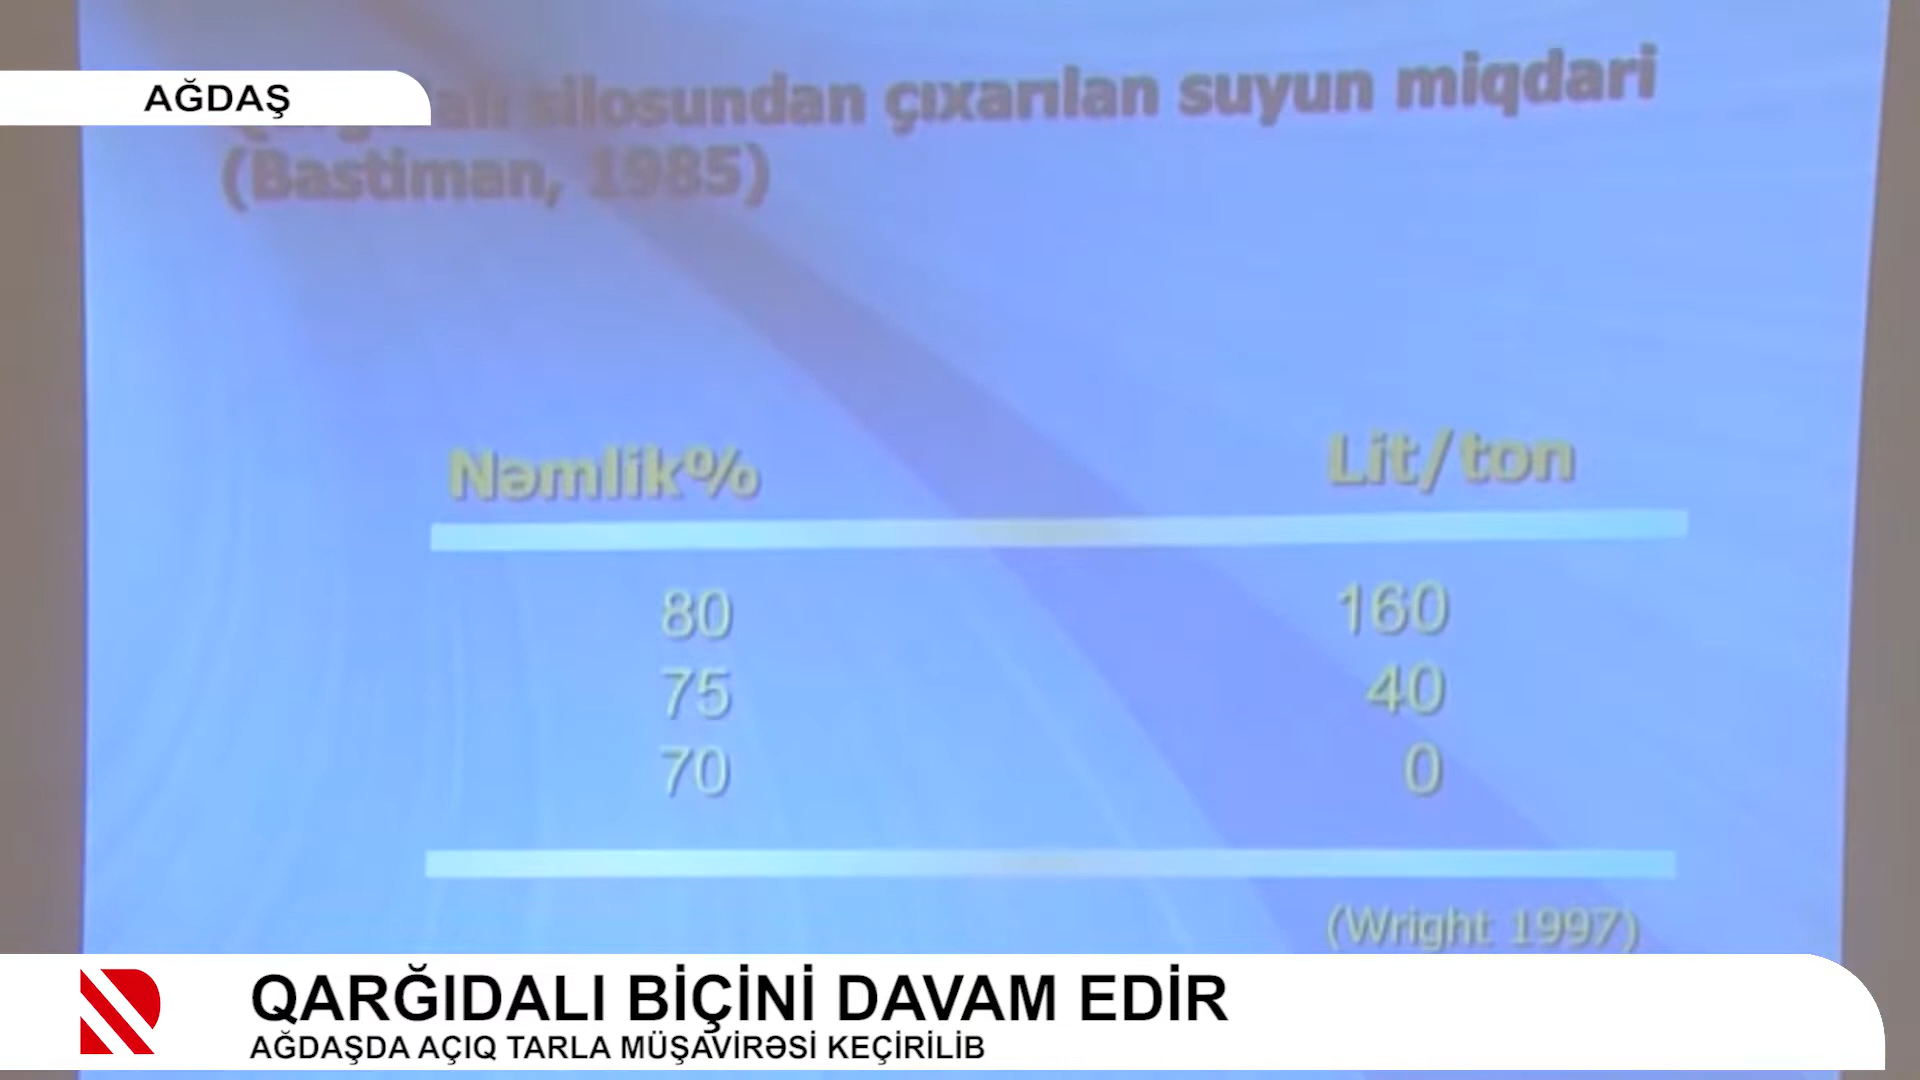 AĞDAŞ
silosundan çıxarılan suyun miqdari
(Bastiman, 1985)
Nəmlik% Lit/ton
80 160
75 40
70 0
(Wright 1997)
QARĞIDALI BİÇİNİ DAVAM EDİR
AĞDAŞDA AÇIQ TARLA MÜŞAVİRƏSİ KEÇİRİLİB